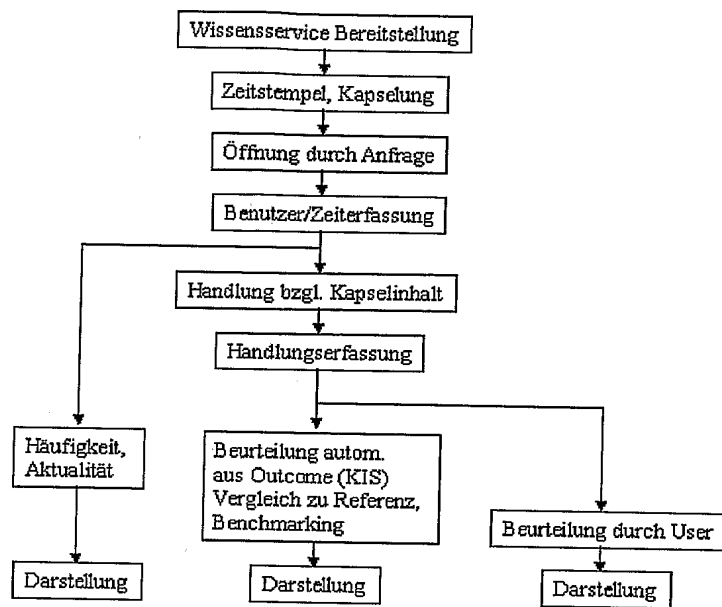 Wissensservice Bereitstellung
Zeitstempel, Kapselung
Öffnung durch Anfrage
Benutzer/Zeiterfassung
Handlung bzgl. Kapselinhalt
Handlungserfassung
Häufigkeit,
Aktualität
Beurteilung autom.
aus Outcome (KIS)
Vergleich zu Referenz,
Benchmarking
Beurteilung durch User
Darstellung
Darstellung
Darstellung